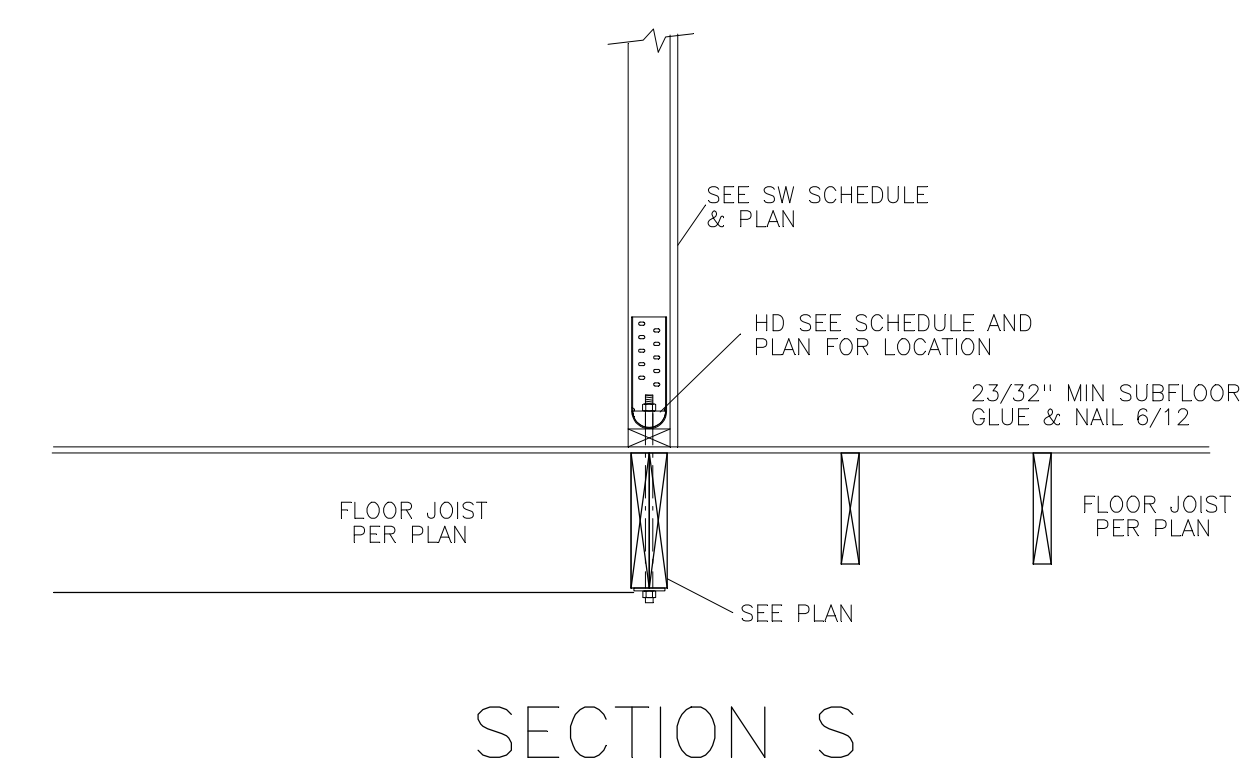 SEE SW SCHEDULE
& PLAN
HD SEE SCHEDULE AND
PLAN FOR LOCATION
23/32" MIN SUBFLOOR
GLUE & NAIL 6/12
FLOOR JOIST
PER PLAN
FLOOR JOIST
PER PLAN
SEE PLAN
SECTION S